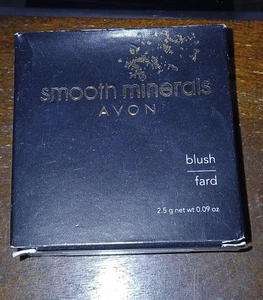 smooth minerals
AVON
blush
fard
2.5 g net wt 0.09 oz